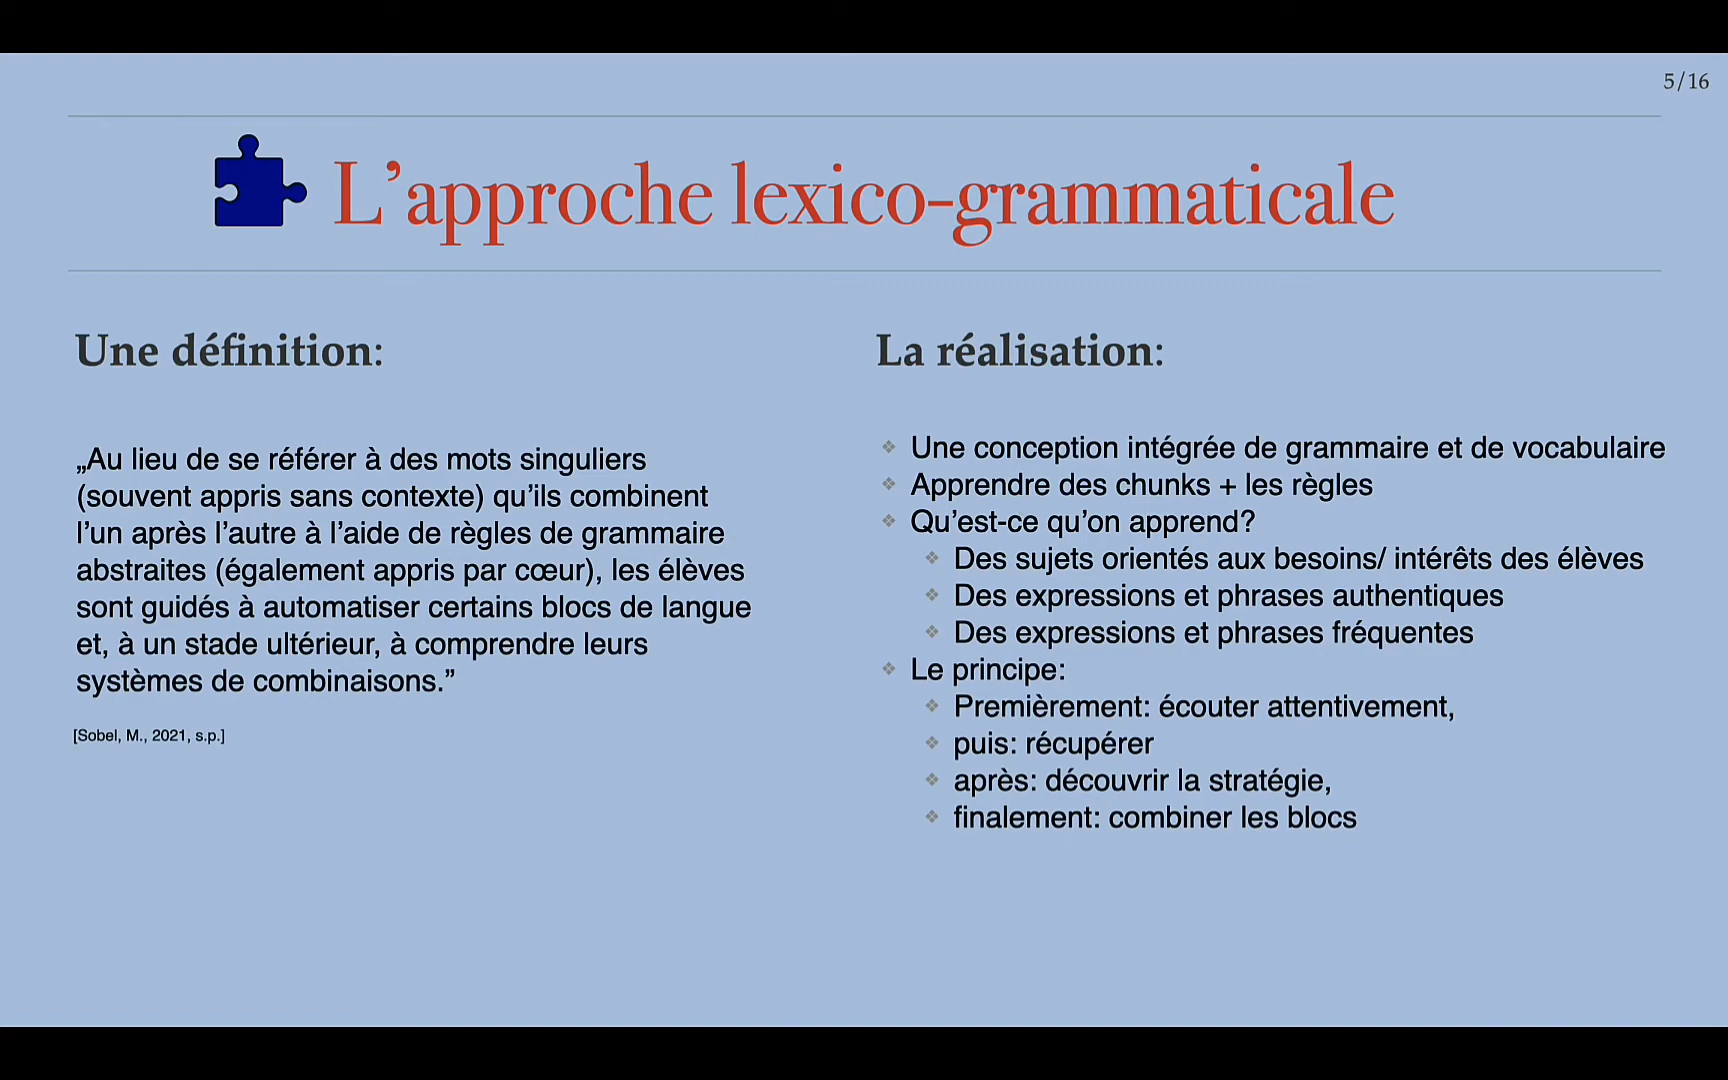 5/16
L’approche lexico-grammaticale
Une définition:
„Au lieu de se référer à des mots singuliers
(souvent appris sans contexte) qu’ils combinent
l’un après l’autre à l’aide de règles de grammaire
abstraites (également appris par cœur), les élèves
sont guidés à automatiser certains blocs de langue
et, à un stade ultérieur, à comprendre leurs
systèmes de combinaisons.”
[Sobel, M., 2021, s.p.]
La réalisation:
Une conception intégrée de grammaire et de vocabulaire
Apprendre des chunks + les règles
Qu’est-ce qu’on apprend?
Des sujets orientés aux besoins/ intérêts des élèves
Des expressions et phrases authentiques
Des expressions et phrases fréquentes
Le principe:
Premièrement: écouter attentivement,
puis: récupérer
après: découvrir la stratégie,
finalement: combiner les blocs